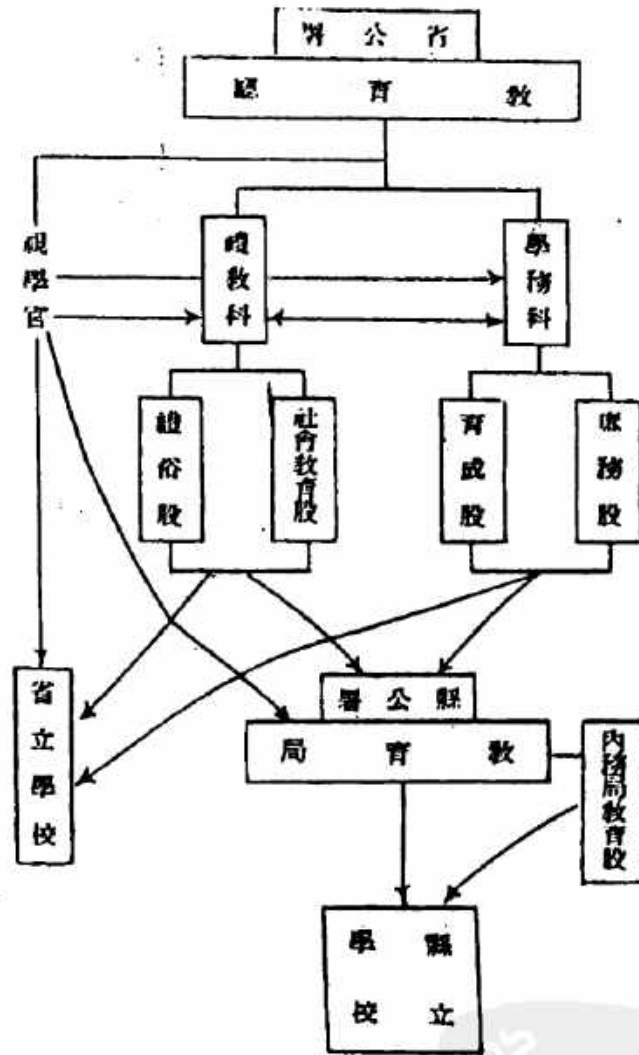 省公署
教育廳
視學官
禮教科
學務科
禮俗股
社會教育股
育成股
庶務股
省立學校
縣公署
教育局
內務局教育股
縣立
學校